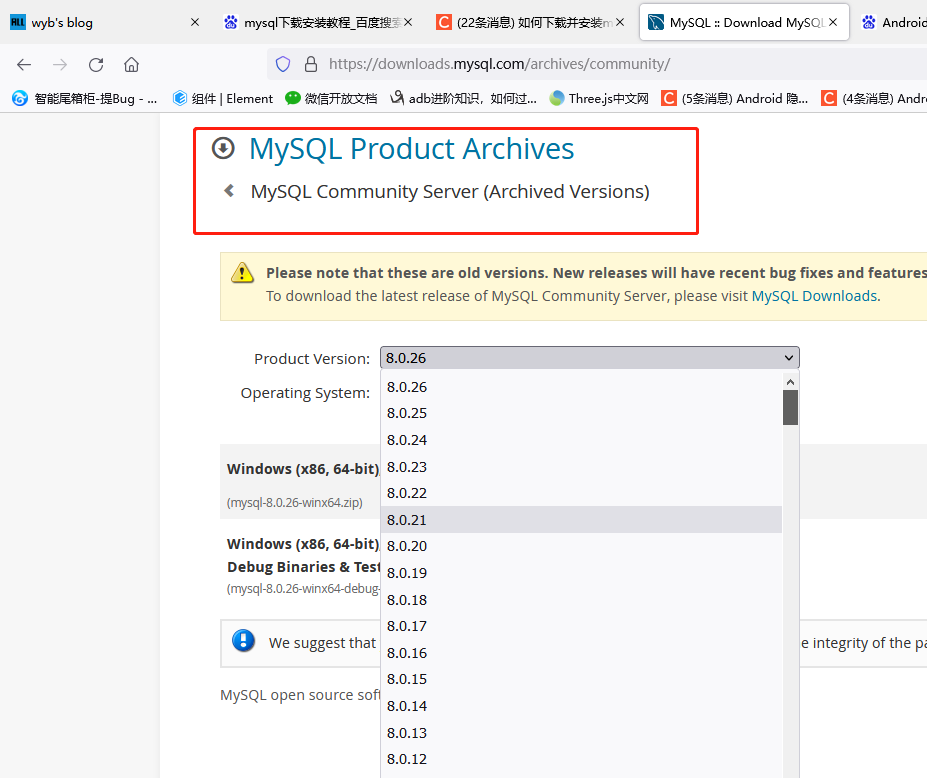 ALL wyb's blog
mysql下载安装教程_百度搜索
C (22条消息) 如何下载并安装m
MySQL :: Download MySQL
Android
https://downloads.mysql.com/archives/community/
智能尾箱柜-提Bug - ...
组件 | Element
微信开放文档
adb进阶知识，如何过...
Three.js中文网
C (5条消息) Android 隐...
C (4条消息) Andr
MySQL Product Archives
MySQL Community Server (Archived Versions)
Please note that these are old versions. New releases will have recent bug fixes and features
To download the latest release of MySQL Community Server, please visit MySQL Downloads.
Product Version: 8.0.26
Operating System:
8.0.26
8.0.25
8.0.24
8.0.23
8.0.22
8.0.21
8.0.20
8.0.19
8.0.18
8.0.17
8.0.16
8.0.15
8.0.14
8.0.13
8.0.12
Windows (x86, 64-bit)
(mysql-8.0.26-winx64.zip)
Windows (x86, 64-bit)
Debug Binaries & Test
(mysql-8.0.26-winx64-debug-
We suggest that
e integrity of the pa
MySQL open source soft